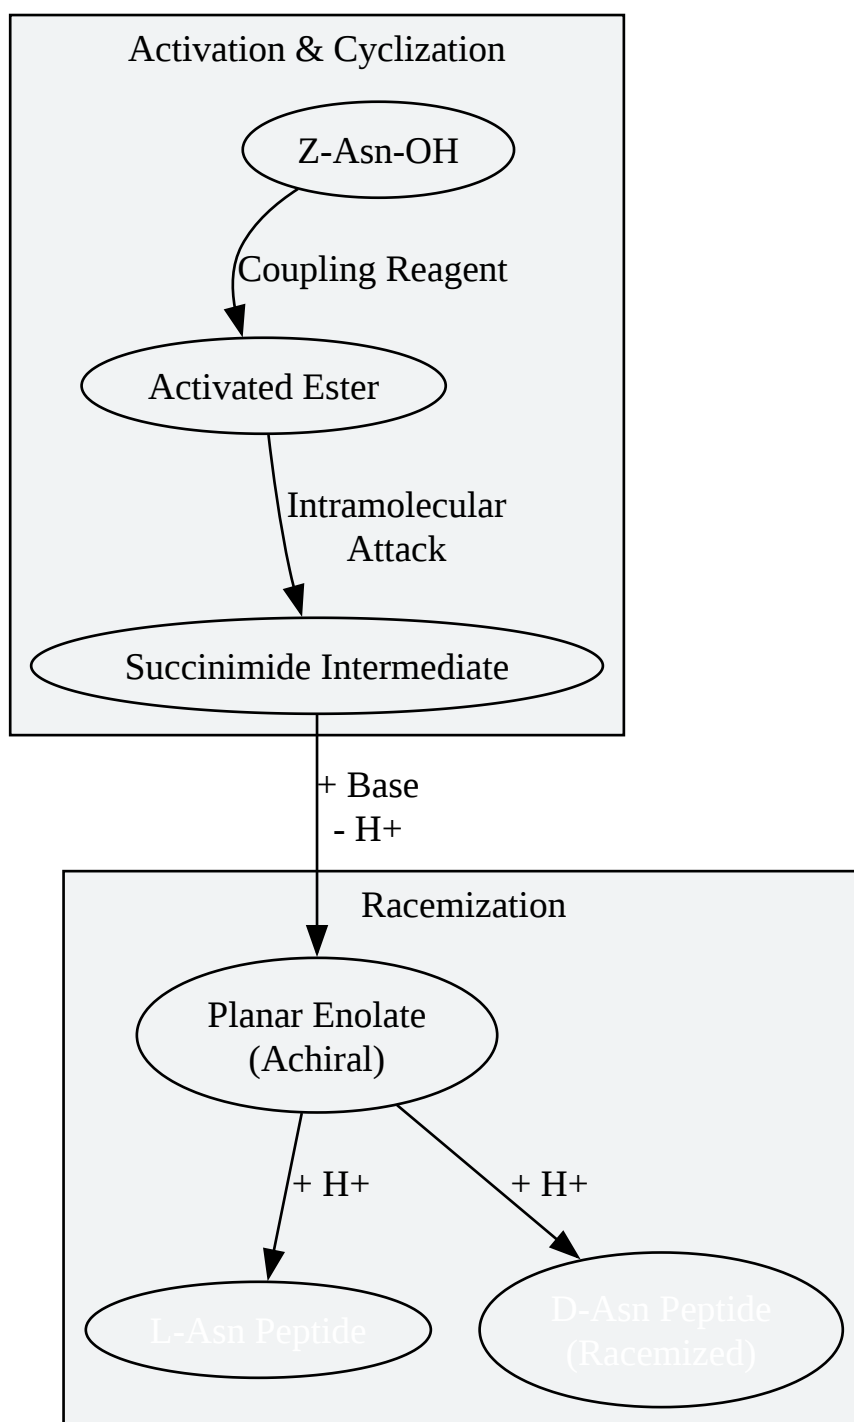 Activation & Cyclization
Z-Asn-OH
Coupling Reagent
Activated Ester
Intramolecular
Attack
Succinimide Intermediate
+ Base
- H+
Racemization
Planar Enolate
(Achiral)
+ H+
+ H+
L-Asn Peptide
D-Asn Peptide
(Racemized)